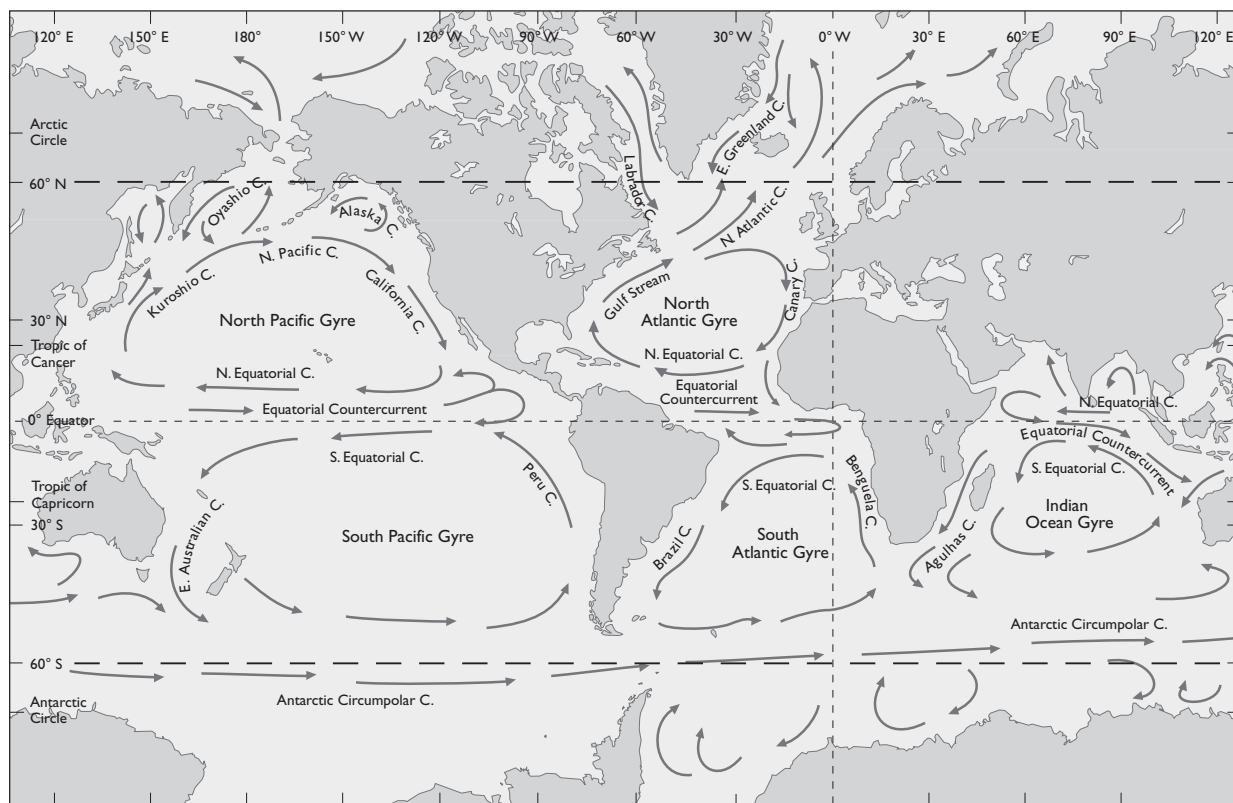 120° E 150° E 180° 150° W 120° W 90° W 60° W 30° W 0° W 30° E 60° E 90° E 120° E
Arctic
Circle
60° N
30° N
Tropic of
Cancer
0° Equator
Tropic of
Capricorn
30° S
60° S
Antarctic
Circle
Oyashio C.
Alaska C.
N. Pacific C.
Kuroshio C.
California C.
North Pacific Gyre
N. Equatorial C.
Equatorial Countercurrent
S. Equatorial C.
Peru C.
E. Australian C.
South Pacific Gyre
Antarctic Circumpolar C.
Labrador C.
E. Greenland C.
N. Atlantic C.
Gulf Stream
Canary C.
North
Atlantic Gyre
N. Equatorial C.
Equatorial
Countercurrent
S. Equatorial C.
Benguela C.
Brazil C.
South
Atlantic Gyre
N. Equatorial C.
Equatorial Countercurrent
S. Equatorial C.
Indian
Ocean Gyre
Agulhas C.
Antarctic Circumpolar C.